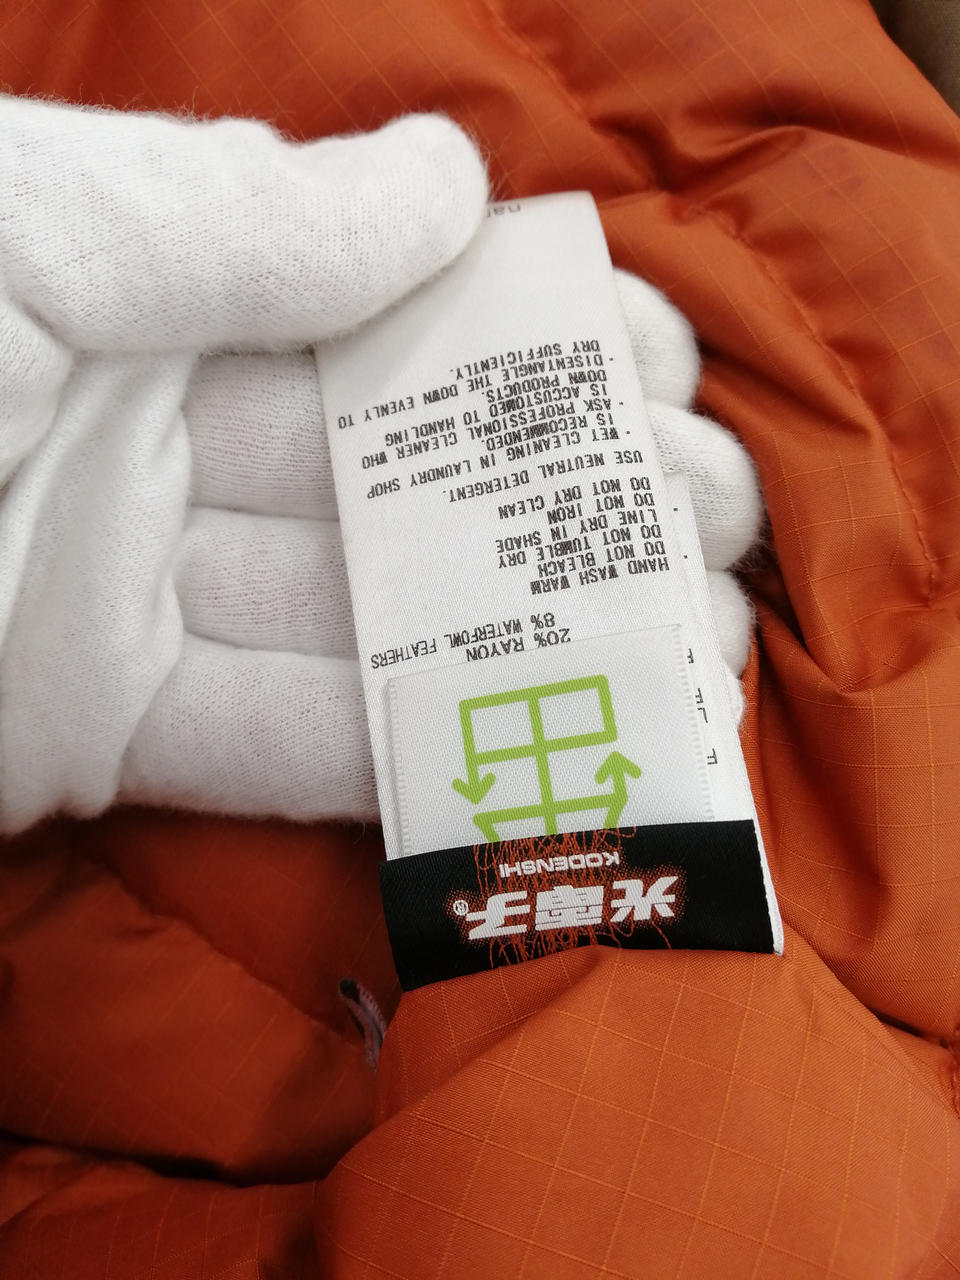 光電子®
KODENSHI
20% RAYON
8% WATERFOWL FEATHERS
HAND WASH WARM
DO NOT BLEACH
DO NOT TUMBLE DRY
LINE DRY IN SHADE
DO NOT IRON
DO NOT DRY CLEAN
USE NEUTRAL DETERGENT.
・WET CLEANING IN LAUNDRY SHOP
IS RECOMMENDED.
・ASK PROFESSIONAL CLEANER WHO
IS ACCUSTOMED TO HANDLING
DOWN PRODUCTS.
・DISENTANGLE THE DOWN EVENLY TO
DRY SUFFICIENTLY.